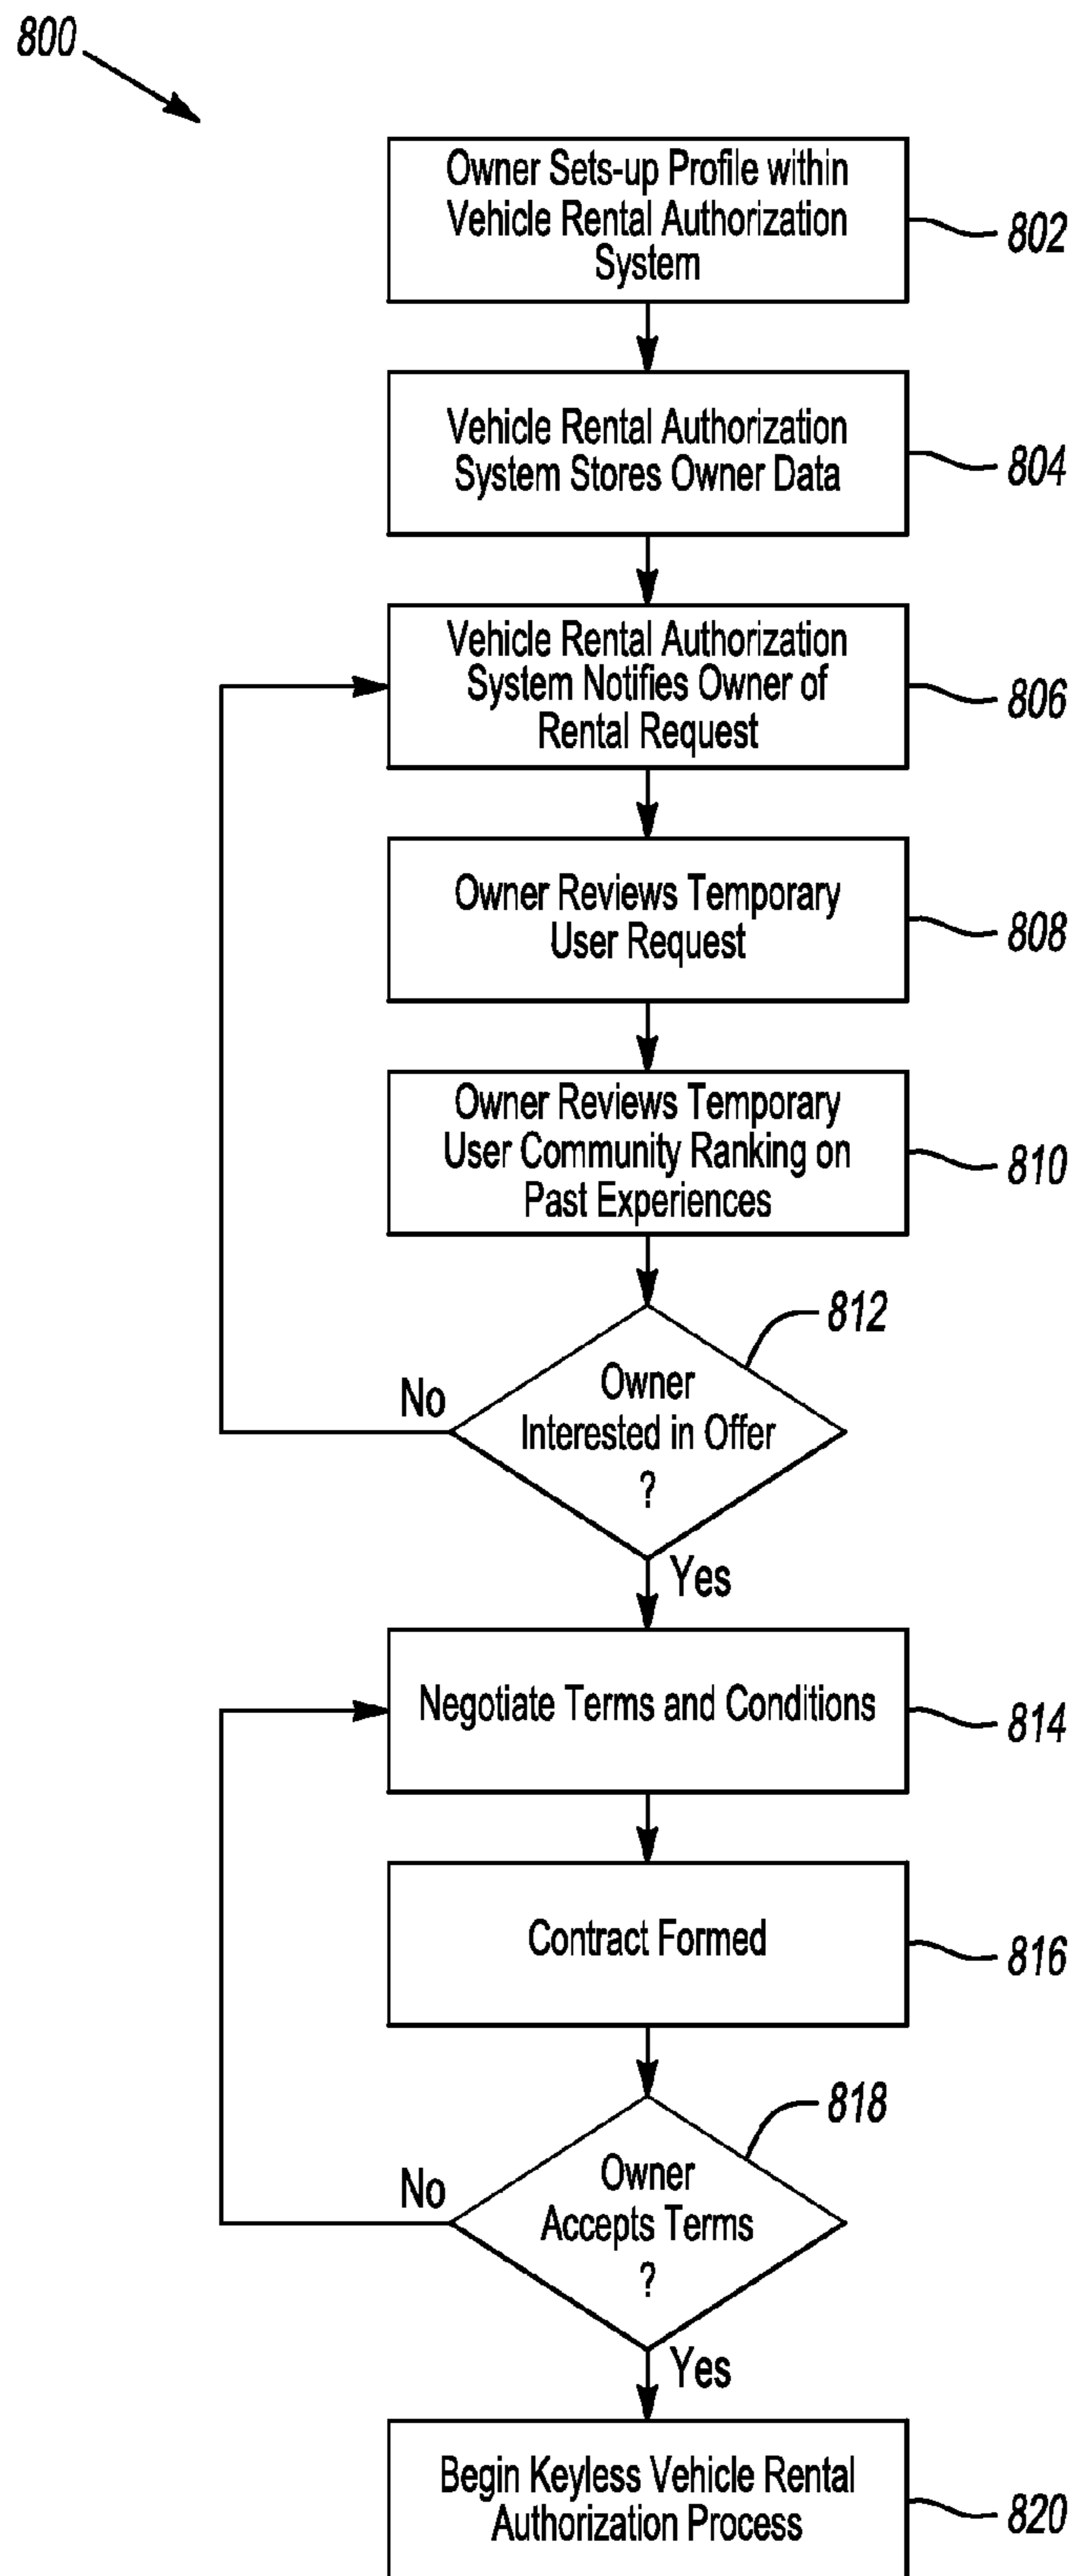 800
Owner Sets-up Profile within
Vehicle Rental Authorization
System
802
Vehicle Rental Authorization
System Stores Owner Data
804
Vehicle Rental Authorization
System Notifies Owner of
Rental Request
806
Owner Reviews Temporary
User Request
808
Owner Reviews Temporary
User Community Ranking on
Past Experiences
810
812
Owner
Interested in Offer
?
No
Yes
Negotiate Terms and Conditions
814
Contract Formed
816
818
Owner
Accepts Terms
?
No
Yes
Begin Keyless Vehicle Rental
Authorization Process
820